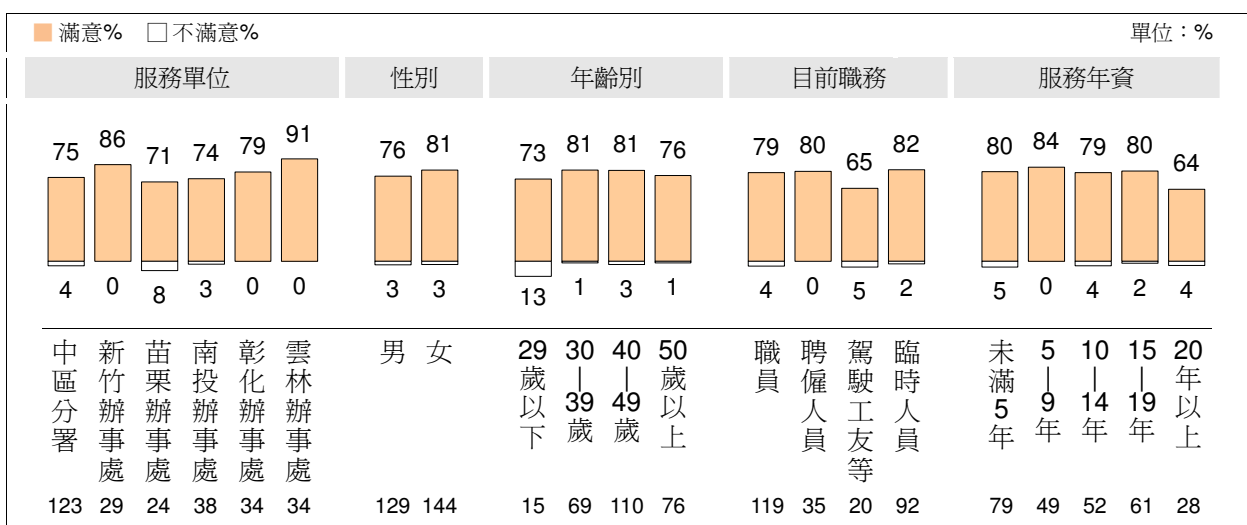 滿意% 不滿意% 單位：%
服務單位 性別 年齡別 目前職務 服務年資
75 86 71 74 79 91 76 81 73 81 81 76 79 80 65 82 80 84 79 80 64
4 0 8 3 0 0 3 3 13 1 3 1 4 0 5 2 5 0 4 2 4
中區分署
新竹辦事處
苗栗辦事處
南投辦事處
彰化辦事處
雲林辦事處
男
女
29歲以下
30|39歲
40|49歲
50歲以上
職員
聘僱人員
駕駛工友等
臨時人員
未滿5年
5|9年
10|14年
15|19年
20年以上
123 29 24 38 34 34 129 144 15 69 110 76 119 35 20 92 79 49 52 61 28